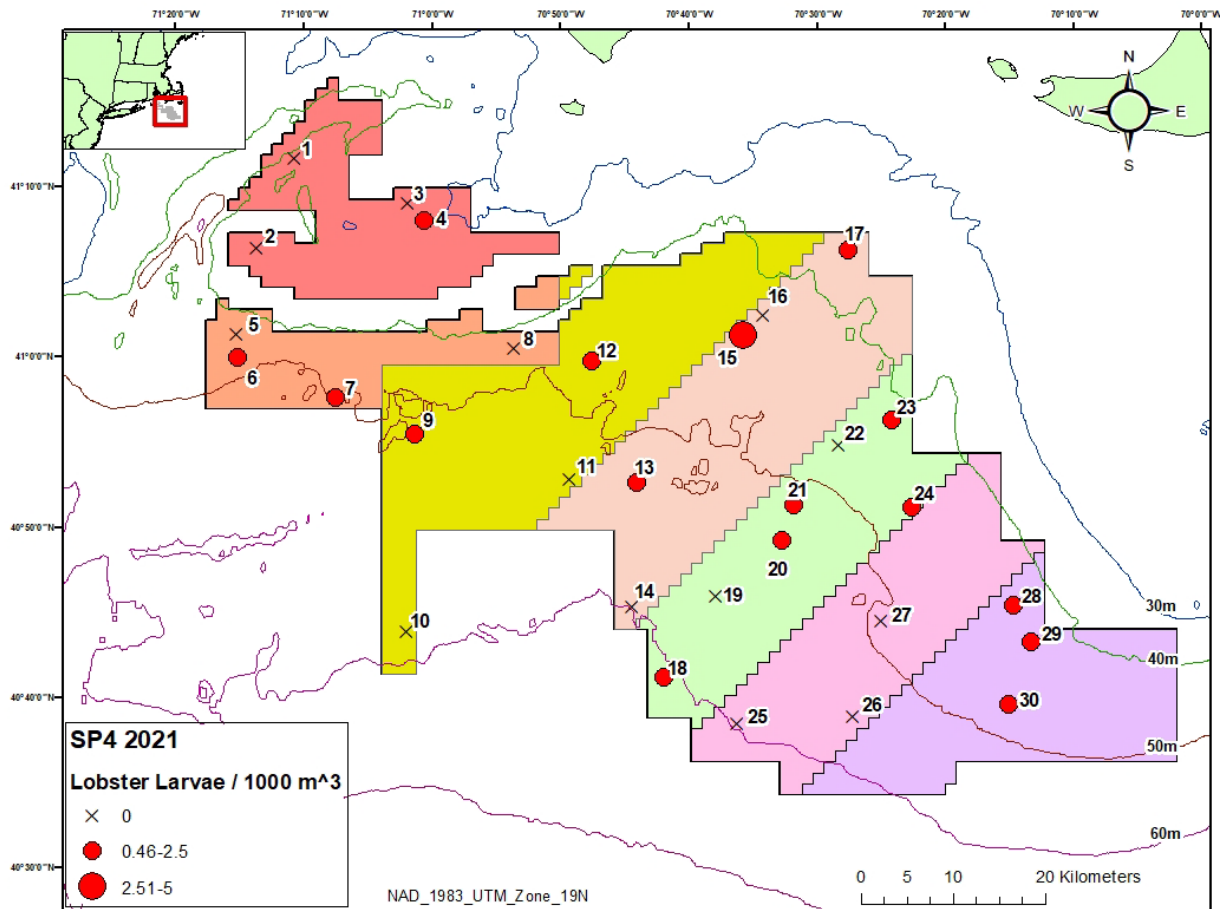 71°20'0"W 71°10'0"W 71°0'0"W 70°50'0"W 70°40'0"W 70°30'0"W 70°20'0"W 70°10'0"W 70°0'0"W
N
W E
S
41°10'0"N
41°0'0"N
40°50'0"N
40°40'0"N
40°30'0"N
1
2
3
4
5
6
7
8
9
10
11
12
13
14
15
16
17
18
19
20
21
22
23
24
25
26
27
28
29
30
30m
40m
50m
60m
SP4 2021
Lobster Larvae / 1000 m^3
0
0.46-2.5
2.51-5
NAD_1983_UTM_Zone_19N
0 5 10 20 Kilometers